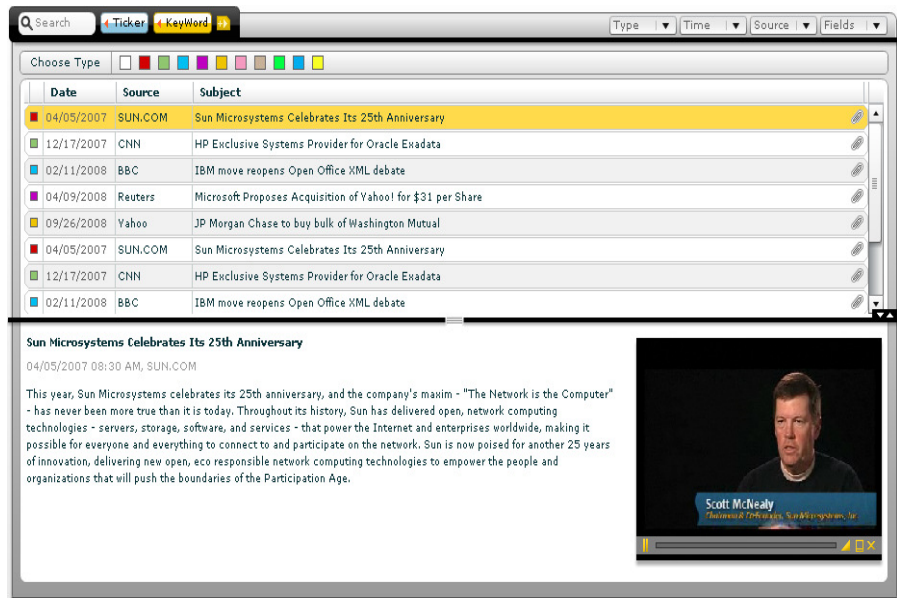 Search Ticker KeyWord Type Time Source Fields
Choose Type
Date Source Subject
04/05/2007 SUN.COM Sun Microsystems Celebrates Its 25th Anniversary
12/17/2007 CNN HP Exclusive Systems Provider for Oracle Exadata
02/11/2008 BBC IBM move reopens Open Office XML debate
04/09/2008 Reuters Microsoft Proposes Acquisition of Yahoo! for $31 per Share
09/26/2008 Yahoo JP Morgan Chase to buy bulk of Washington Mutual
04/05/2007 SUN.COM Sun Microsystems Celebrates Its 25th Anniversary
12/17/2007 CNN HP Exclusive Systems Provider for Oracle Exadata
02/11/2008 BBC IBM move reopens Open Office XML debate
Sun Microsystems Celebrates Its 25th Anniversary
04/05/2007 08:30 AM, SUN.COM
This year, Sun Microsystems celebrates its 25th anniversary, and the company's maxim - "The Network is the Computer"
- has never been more true than it is today. Throughout its history, Sun has delivered open, network computing
technologies - servers, storage, software, and services - that power the Internet and enterprises worldwide, making it
possible for everyone and everything to connect to and participate on the network. Sun is now poised for another 25 years
of innovation, delivering new open, eco responsible network computing technologies to empower the people and
organizations that will push the boundaries of the Participation Age.
Scott McNealy
Chairman & CoFounder, Sun Microsystems, Inc